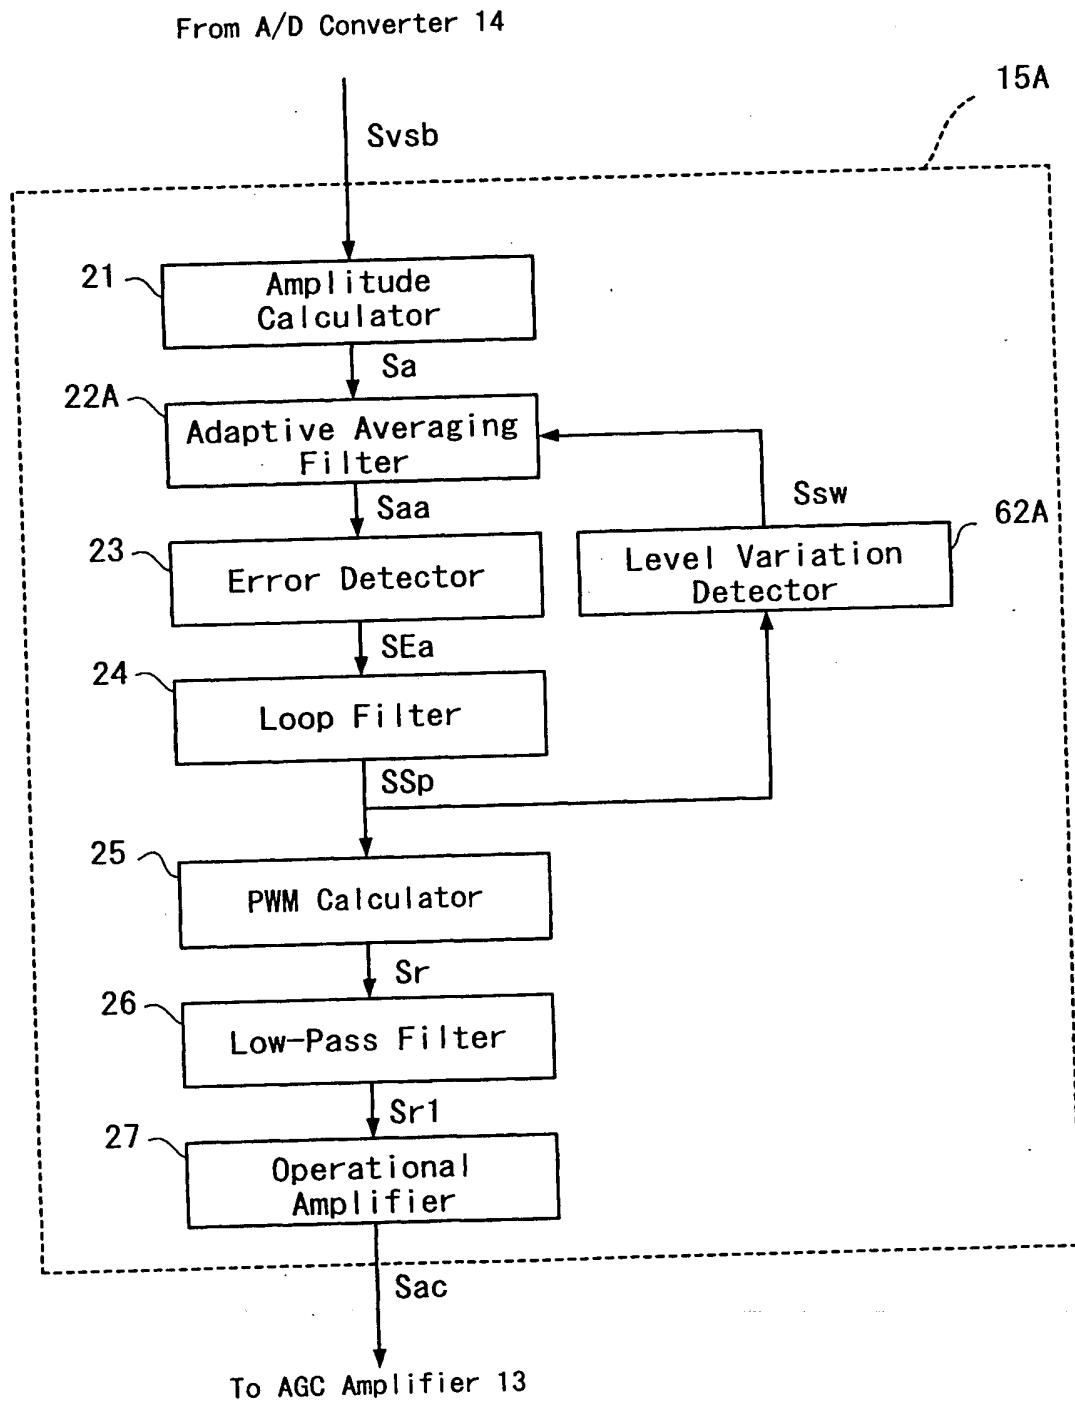 From A/D Converter 14
15A
Svsb
21
Amplitude
Calculator
Sa
22A
Adaptive Averaging
Filter
Saa
Ssw
62A
Level Variation
Detector
23
Error Detector
SEa
24
Loop Filter
SSp
25
PWM Calculator
Sr
26
Low-Pass Filter
Sr1
27
Operational
Amplifier
Sac
To AGC Amplifier 13